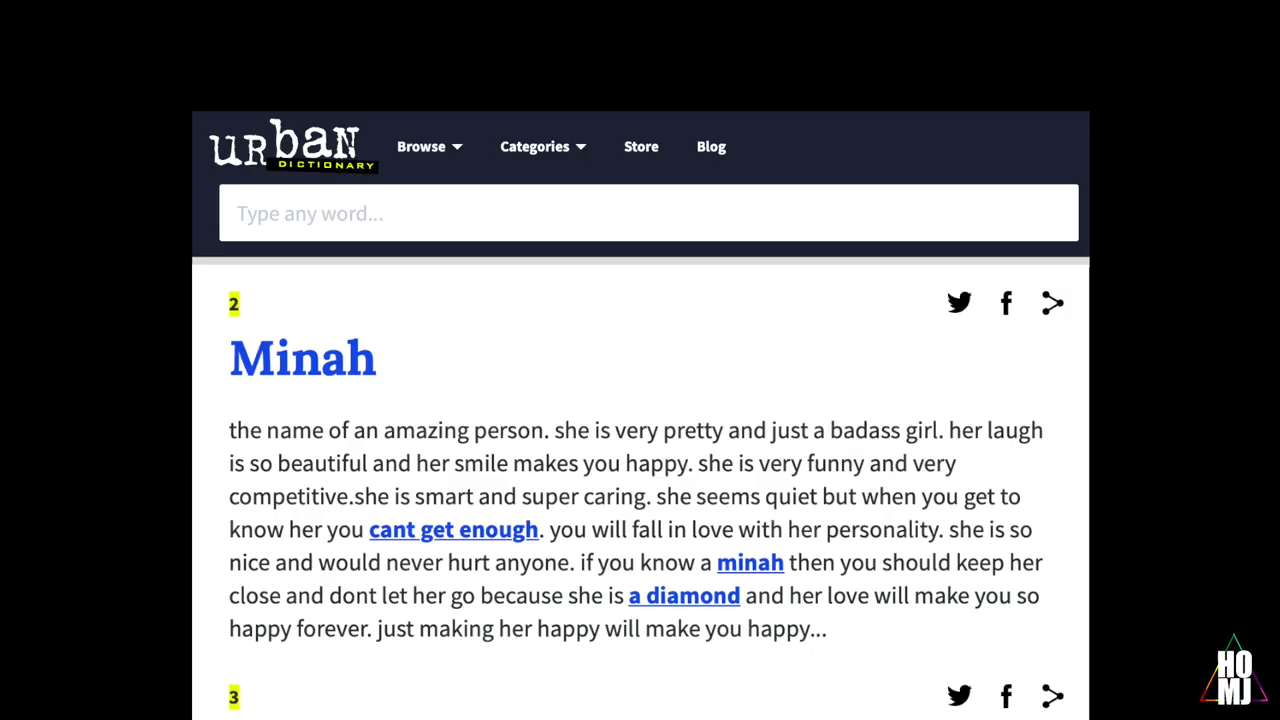 urban
DICTIONARY
Browse Categories Store Blog
Type any word...
2
Minah
the name of an amazing person. she is very pretty and just a badass girl. her laugh
is so beautiful and her smile makes you happy. she is very funny and very
competitive.she is smart and super caring. she seems quiet but when you get to
know her you cant get enough. you will fall in love with her personality. she is so
nice and would never hurt anyone. if you know a minah then you should keep her
close and dont let her go because she is a diamond and her love will make you so
happy forever. just making her happy will make you happy...
3
HO
MJ